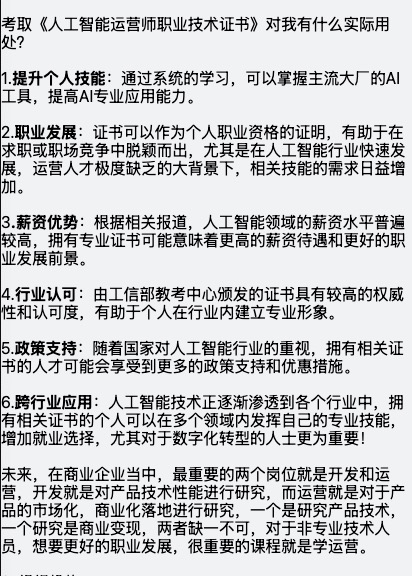 考取《人工智能运营师职业技术证书》对我有什么实际用
处?
1.提升个人技能：通过系统的学习，可以掌握主流大厂的AI
工具，提高AI专业应用能力。
2.职业发展：证书可以作为个人职业资格的证明，有助于在
求职或职场竞争中脱颖而出，尤其是在人工智能行业快速发
展，运营人才极度缺乏的大背景下，相关技能的需求日益增
加。
3.薪资优势：根据相关报道，人工智能领域的薪资水平普遍
较高，拥有专业证书可能意味着更高的薪资待遇和更好的职
业发展前景。
4.行业认可：由工信部教考中心颁发的证书具有较高的权威
性和认可度，有助于个人在行业内建立专业形象。
5.政策支持：随着国家对人工智能行业的重视，拥有相关证
书的人才可能会享受到更多的政策支持和优惠措施。
6.跨行业应用：人工智能技术正逐渐渗透到各个行业中，拥
有相关证书的个人可以在多个领域内发挥自己的专业技能，
增加就业选择，尤其对于数字化转型的人士更为重要！
未来，在商业企业当中，最重要的两个岗位就是开发和运
营，开发就是对产品技术性能进行研究，而运营就是对于产
品的市场化，商业化落地进行研究，一个是研究产品技术，
一个研究是商业变现，两者缺一不可，对于非专业技术人
员，想要更好的职业发展，很重要的课程就是学运营。